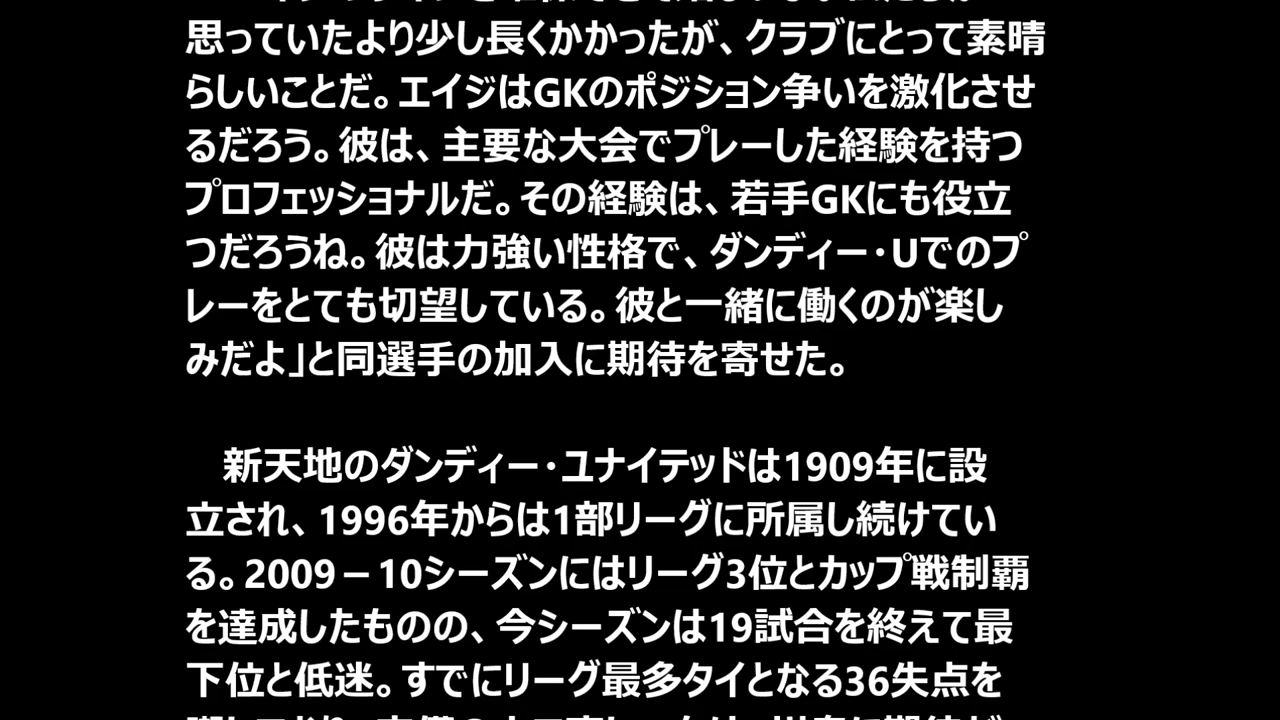 思っていたより少し長くかかったが、クラブにとって素晴
らしいことだ。エイジはGKのポジション争いを激化させ
るだろう。彼は、主要な大会でプレーした経験を持つ
プロフェッショナルだ。その経験は、若手GKにも役立
つだろうね。彼は力強い性格で、ダンディー・Uでのプ
レーをとても切望している。彼と一緒に働くのが楽し
みだよ」と同選手の加入に期待を寄せた。
新天地のダンディー・ユナイテッドは1909年に設
立され、1996年からは1部リーグに所属し続けてい
る。2009－10シーズンにはリーグ3位とカップ戦制覇
を達成したものの、今シーズンは19試合を終えて最
下位と低迷。すでにリーグ最多タイとなる36失点を